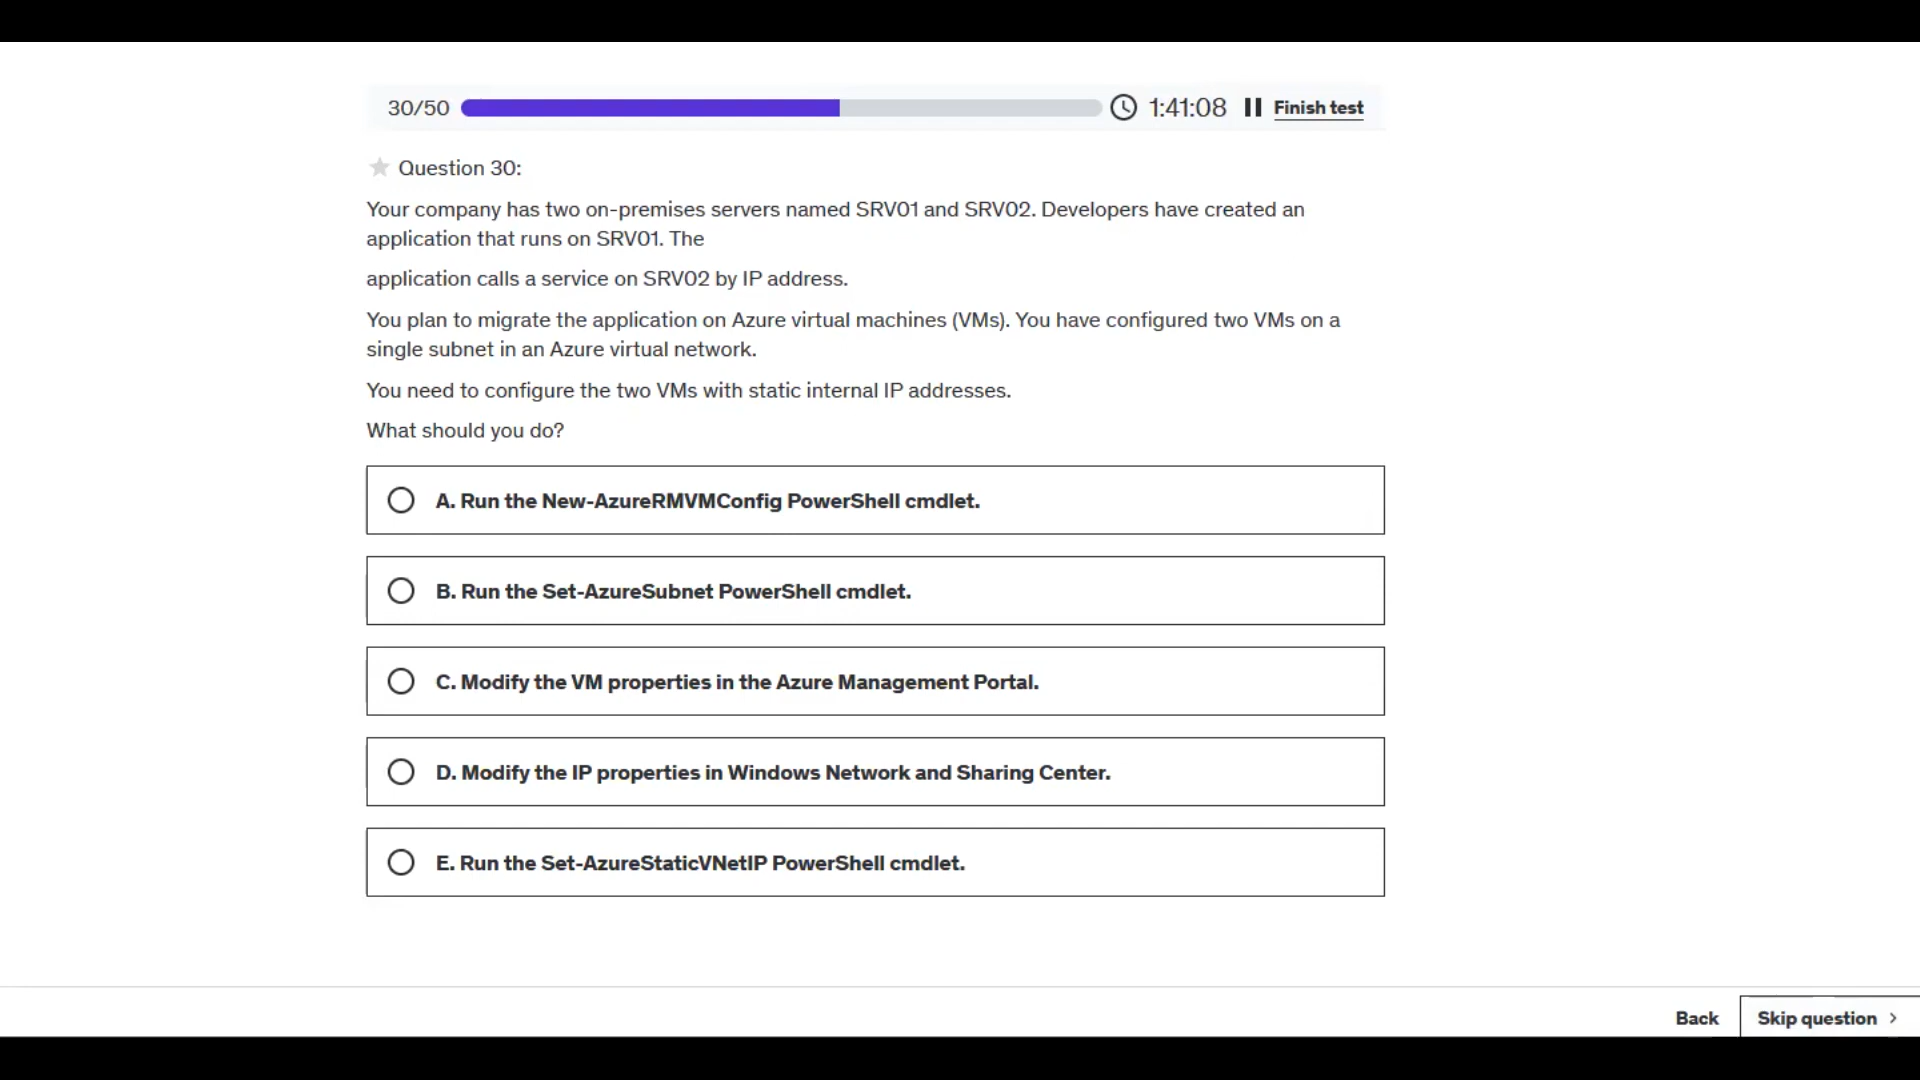 30/50 1:41:08 Finish test
Question 30:
Your company has two on-premises servers named SRV01 and SRV02. Developers have created an
application that runs on SRV01. The
application calls a service on SRV02 by IP address.
You plan to migrate the application on Azure virtual machines (VMs). You have configured two VMs on a
single subnet in an Azure virtual network.
You need to configure the two VMs with static internal IP addresses.
What should you do?
A. Run the New-AzureRMVMConfig PowerShell cmdlet.
B. Run the Set-AzureSubnet PowerShell cmdlet.
C. Modify the VM properties in the Azure Management Portal.
D. Modify the IP properties in Windows Network and Sharing Center.
E. Run the Set-AzureStaticVNetIP PowerShell cmdlet.
Back Skip question